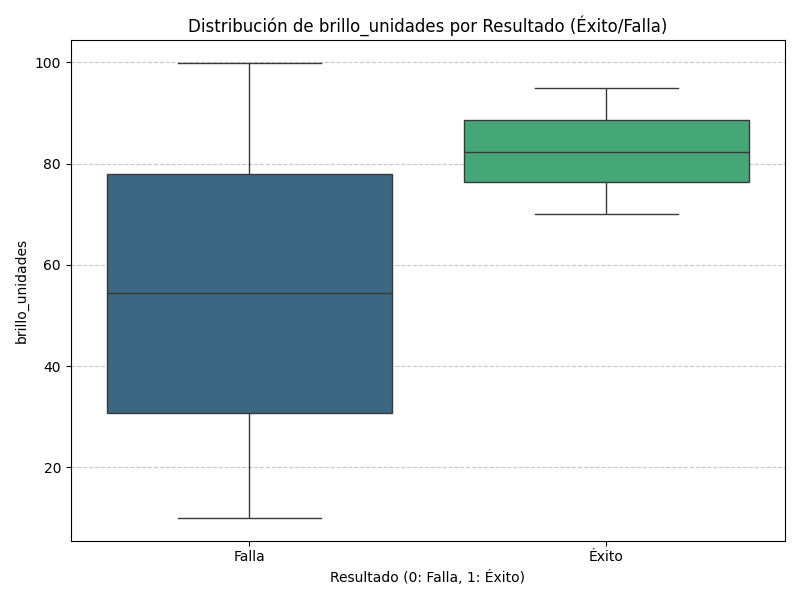 Distribución de brillo_unidades por Resultado (Éxito/Falla)
100
80
60
40
20
brillo_unidades
Falla
Éxito
Resultado (0: Falla, 1: Éxito)